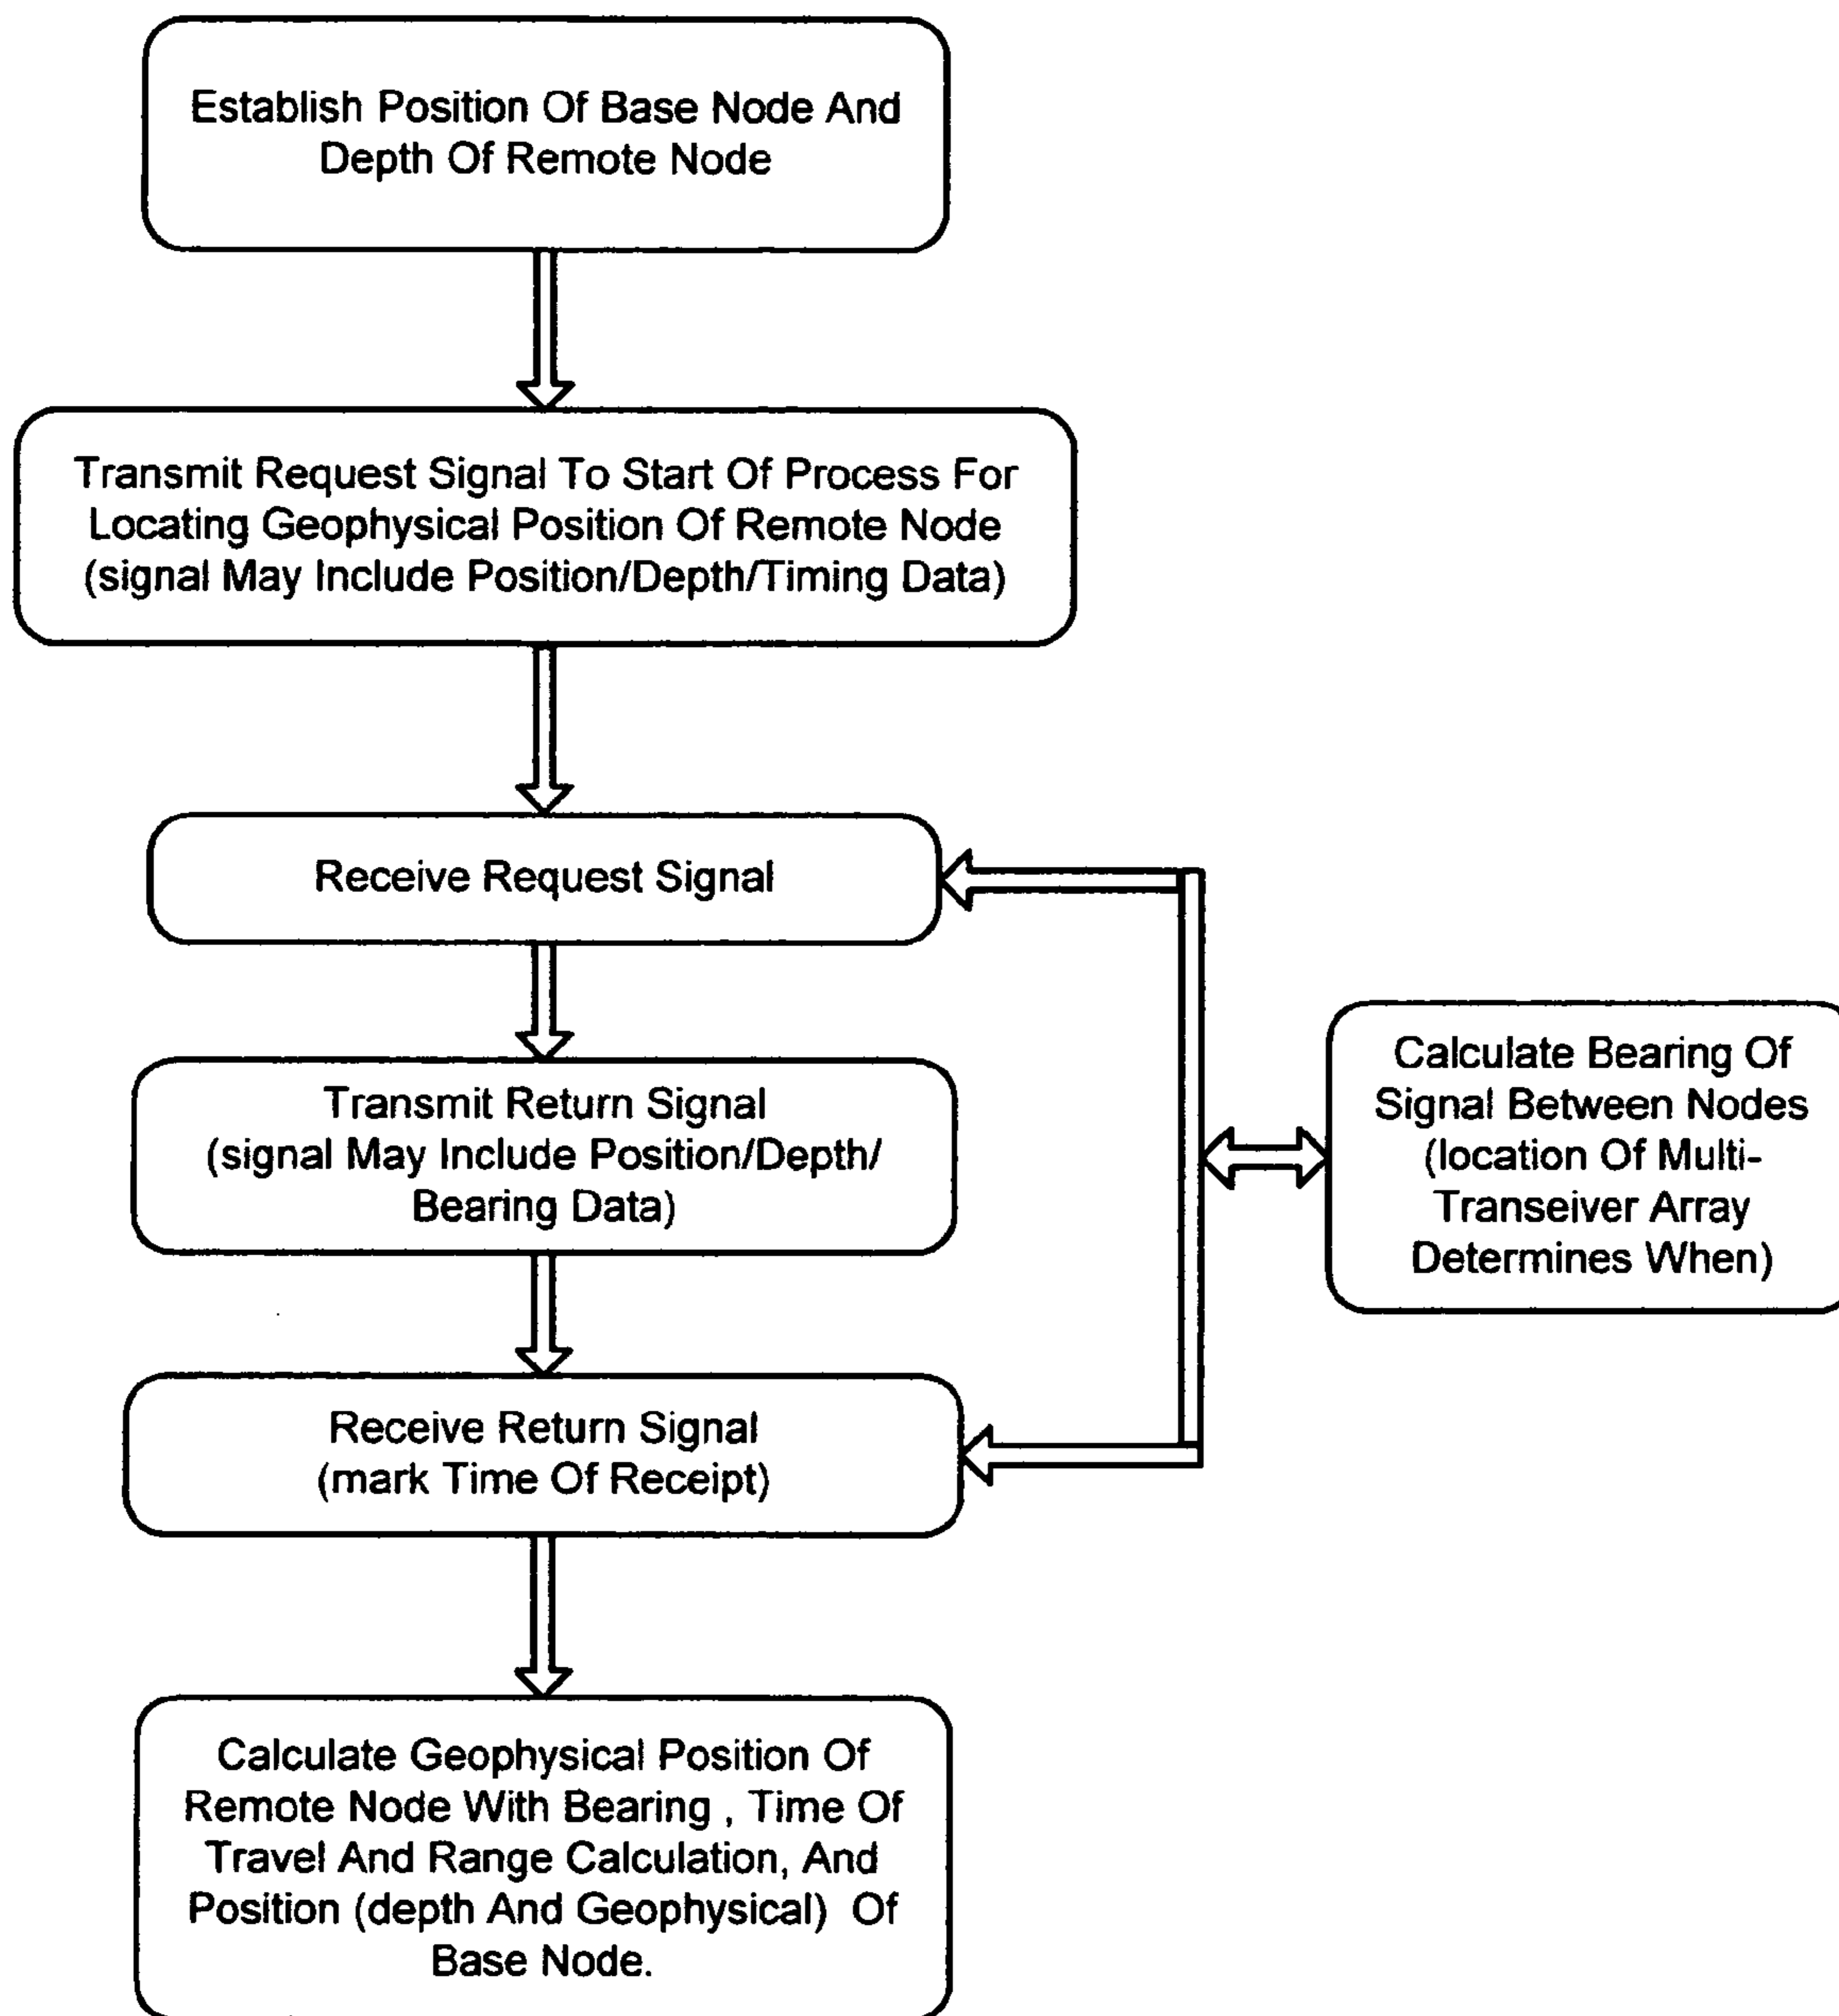 Establish Position Of Base Node And
Depth Of Remote Node
Transmit Request Signal To Start Of Process For
Locating Geophysical Position Of Remote Node
(signal May Include Position/Depth/Timing Data)
Receive Request Signal
Transmit Return Signal
(signal May Include Position/Depth/
Bearing Data)
Calculate Bearing Of
Signal Between Nodes
(location Of Multi-
Transeiver Array
Determines When)
Receive Return Signal
(mark Time Of Receipt)
Calculate Geophysical Position Of
Remote Node With Bearing , Time Of
Travel And Range Calculation, And
Position (depth And Geophysical) Of
Base Node.